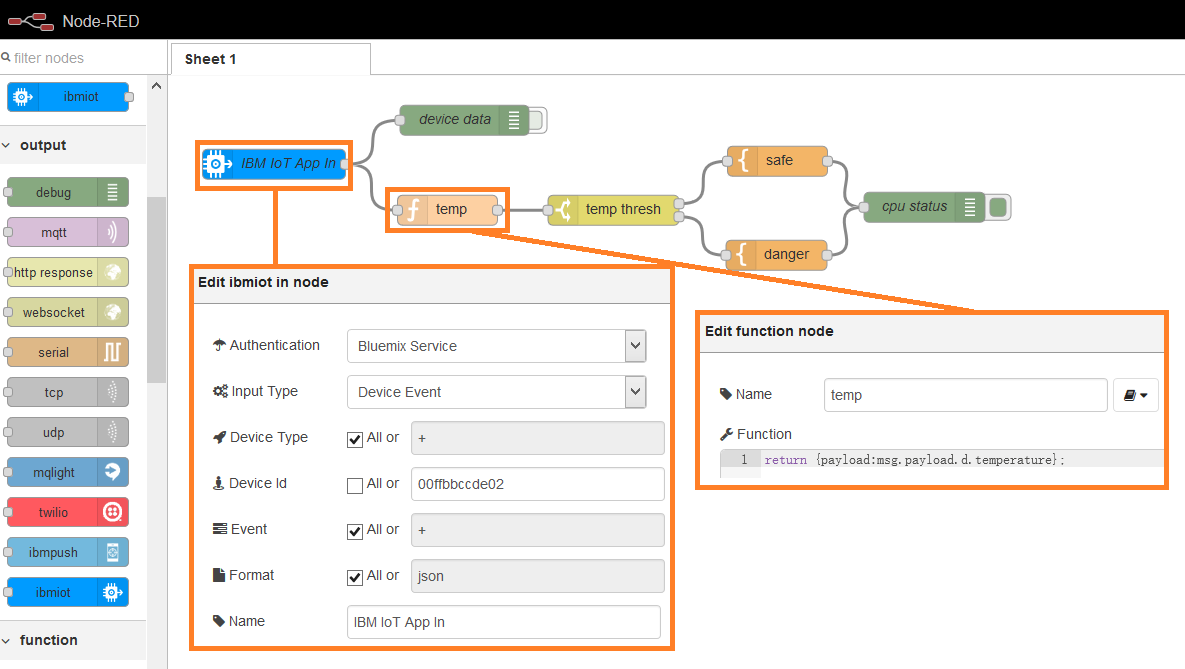 Node-RED
filter nodes
Sheet 1
ibmiot
output
debug
mqtt
http response
websocket
serial
tcp
udp
mqlight
twilio
ibmpush
ibmiot
function
device data
IBM IoT App In
temp
temp thresh
safe
danger
cpu status
Edit ibmiot in node
Authentication Bluemix Service
Input Type Device Event
Device Type All or +
Device Id All or 00ffbbccde02
Event All or +
Format All or json
Name IBM IoT App In
Edit function node
Name temp
Function
1 return {payload:msg.payload.d.temperature};